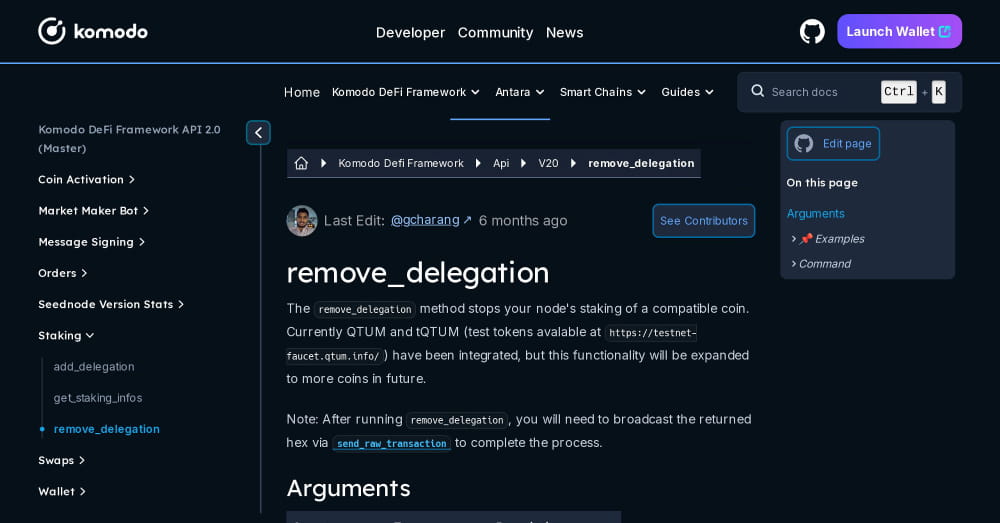 komodo
Developer Community News
Launch Wallet
Home Komodo DeFi Framework Antara Smart Chains Guides
Search docs Ctrl + K
Komodo DeFi Framework API 2.0
(Master)
Coin Activation
Market Maker Bot
Message Signing
Orders
Seednode Version Stats
Staking
add_delegation
get_staking_infos
remove_delegation
Swaps
Wallet
Komodo Defi Framework Api V20 remove_delegation
Last Edit: @gcharang ↗ 6 months ago
See Contributors
remove_delegation
The remove_delegation method stops your node's staking of a compatible coin.
Currently QTUM and tQTUM (test tokens avalable at https://testnet-
faucet.qtum.info/ ) have been integrated, but this functionality will be expanded
to more coins in future.
Note: After running remove_delegation, you will need to broadcast the returned
hex via send_raw_transaction to complete the process.
Arguments
Edit page
On this page
Arguments
📌 Examples
Command